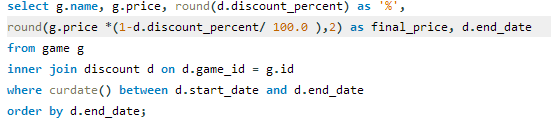 select g.name, g.price, round(d.discount_percent) as '%',
round(g.price *(1-d.discount_percent/ 100.0 ),2) as final_price, d.end_date
from game g
inner join discount d on d.game_id = g.id
where curdate() between d.start_date and d.end_date
order by d.end_date;